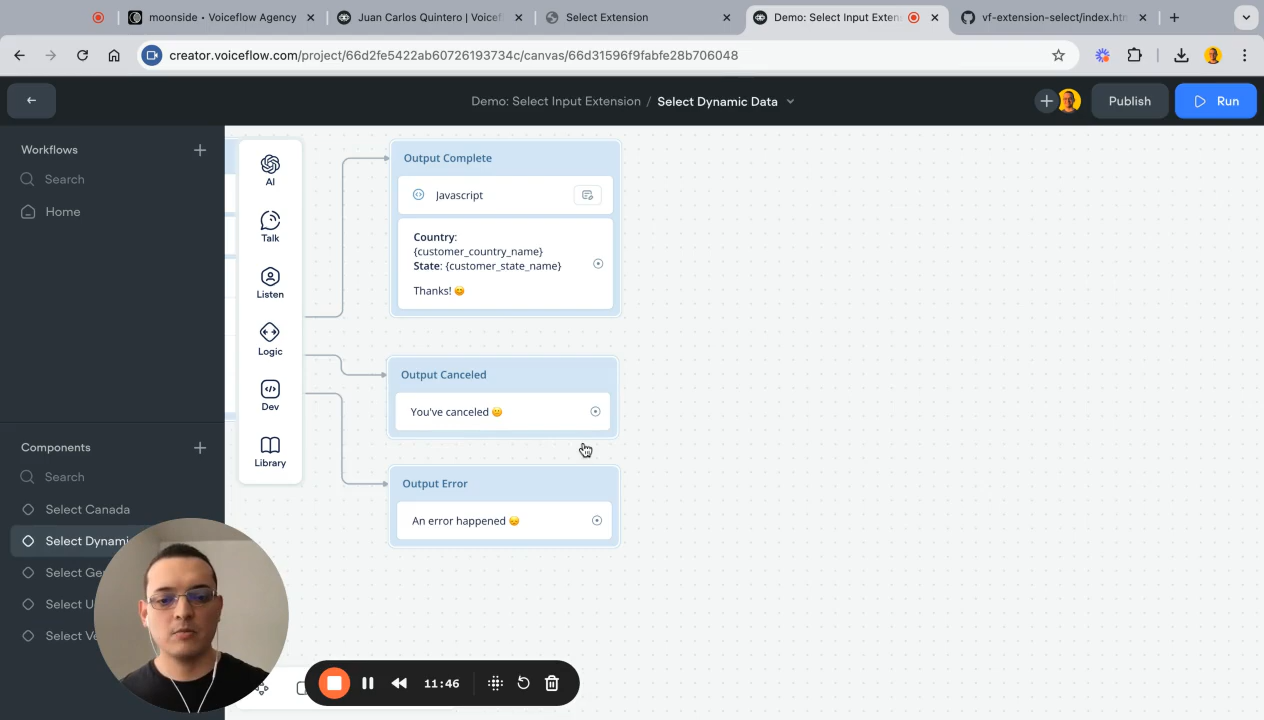 moonside • Voiceflow Agency
Juan Carlos Quintero | Voicef
Select Extension
Demo: Select Input Exten
vf-extension-select/index.htm
creator.voiceflow.com/project/66d2fe5422ab60726193734c/canvas/66d31596f9fabfe28b706048
Demo: Select Input Extension / Select Dynamic Data
Publish
Run
Workflows
Search
Home
AI
Talk
Listen
Logic
Dev
Library
Output Complete
Javascript
Country:
{customer_country_name}
State: {customer_state_name}
Thanks! 😊
Output Canceled
You've canceled 🙁
Output Error
An error happened 😞
Components
Search
Select Canada
Select Dynami
Select Ge
Select U
Select Ve
11:46